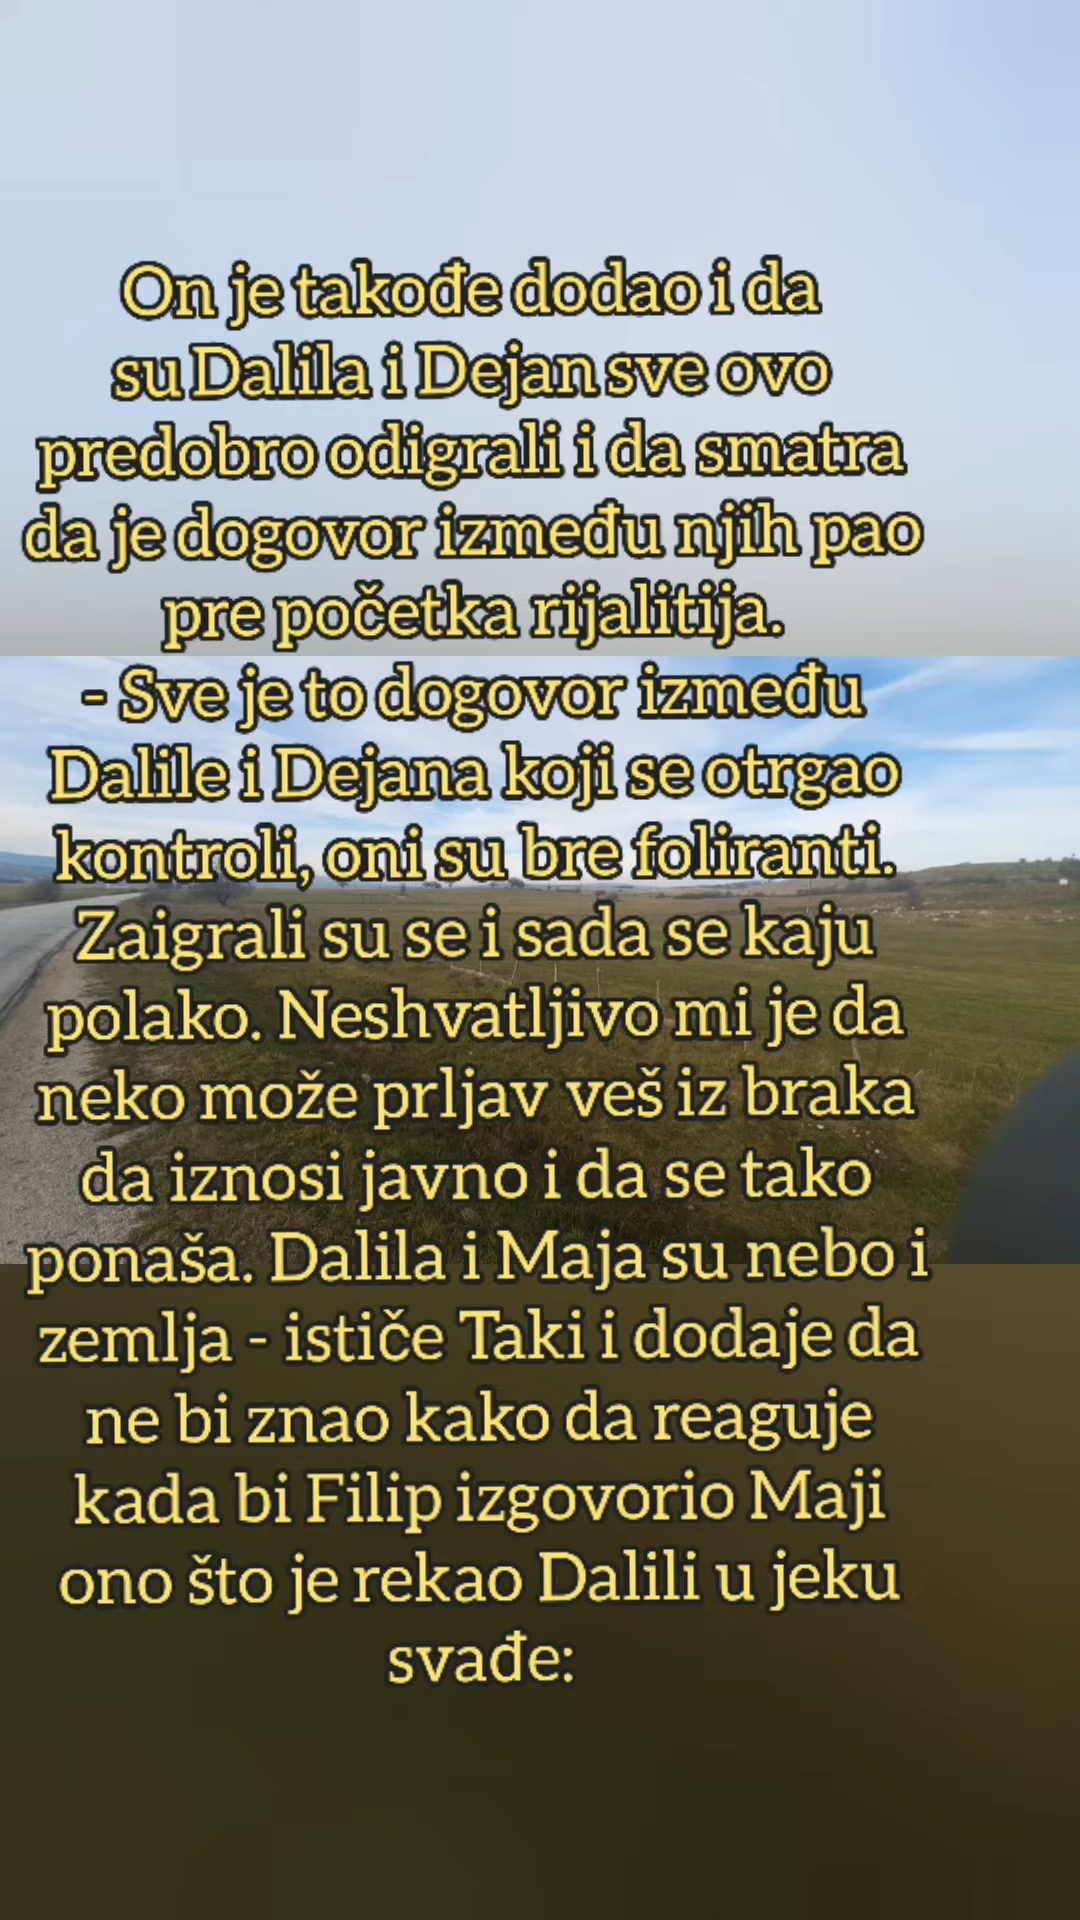 On je takođe dodao i da
su Dalila i Dejan sve ovo
predobro odigrali i da smatra
da je dogovor između njih pao
pre početka rijalitija.
- Sve je to dogovor između
Dalile i Dejana koji se otrgao
kontroli, oni su bre foliranti.
Zaigrali su se i sada se kaju
polako. Neshvatljivo mi je da
neko može prljav veš iz braka
da iznosi javno i da se tako
ponaša. Dalila i Maja su nebo i
zemlja - ističe Taki i dodaje da
ne bi znao kako da reaguje
kada bi Filip izgovorio Maji
ono što je rekao Dalili u jeku
svađe: